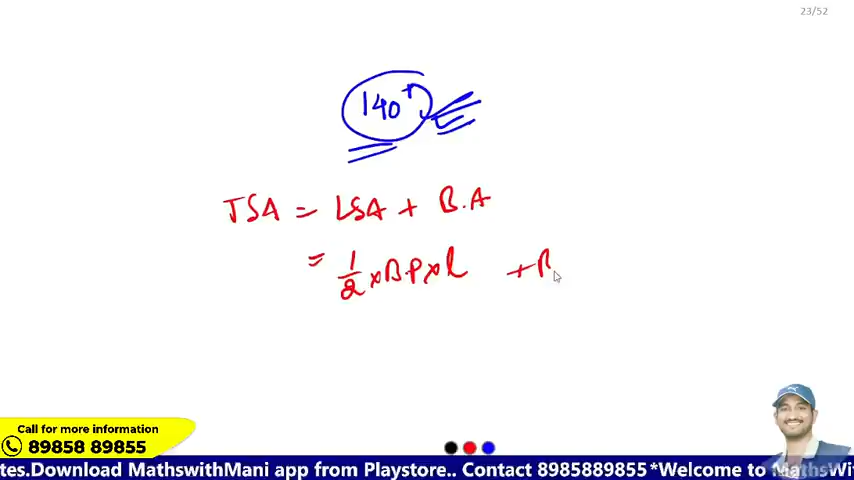 23/52
140+
TSA = LSA + B.A
= 1/2 × B.P × l + B
Call for more information
89858 89855
tes.Download MathswithMani app from Playstore.. Contact 8985889855*Welcome to MathsWit